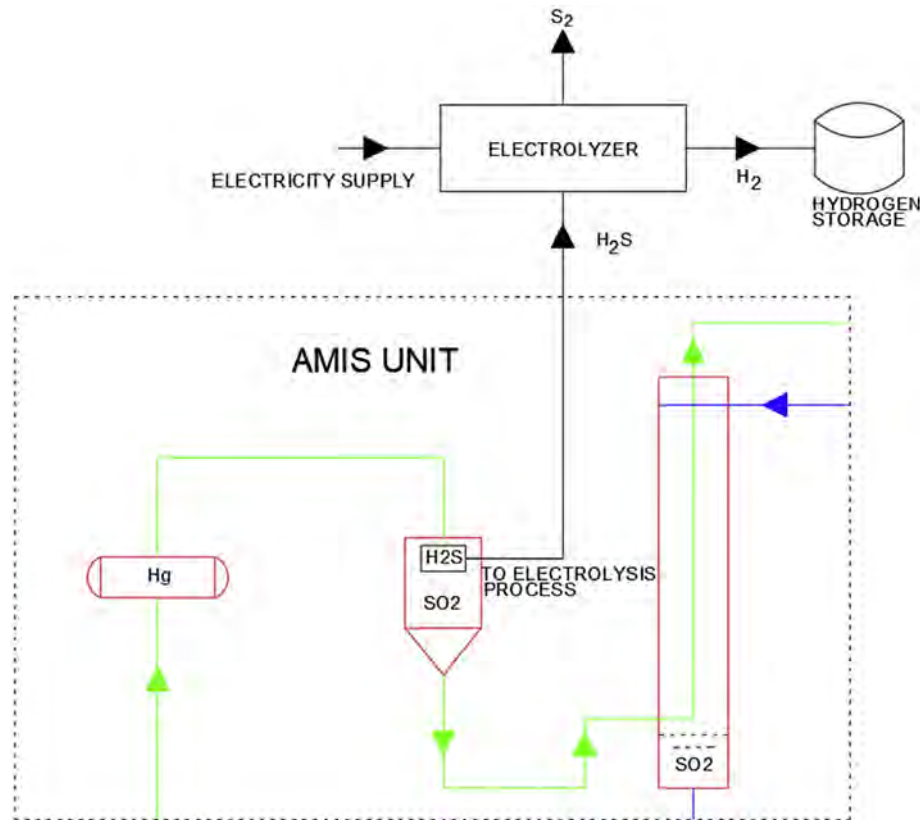 S2
ELECTROLYZER
ELECTRICITY SUPPLY
H2
HYDROGEN
STORAGE
H2S
AMIS UNIT
Hg
H2S
TO ELECTROLYSIS
PROCESS
SO2
SO2